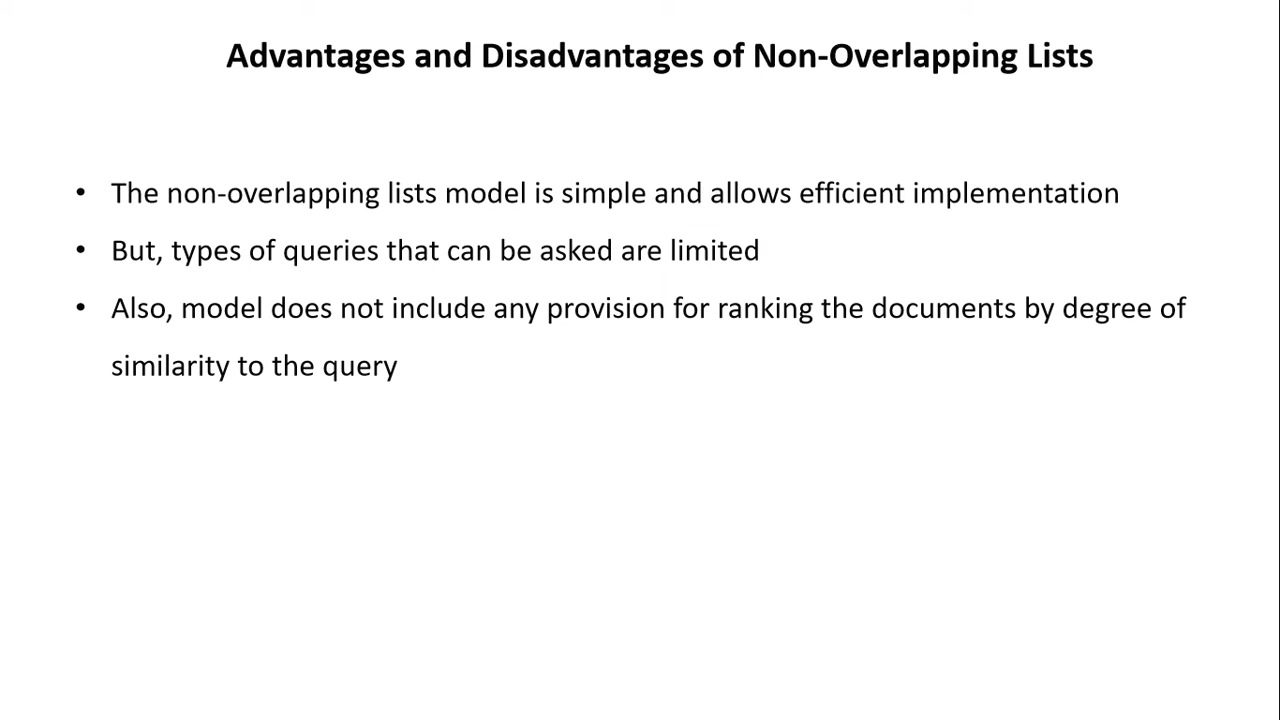 Advantages and Disadvantages of Non-Overlapping Lists
• The non-overlapping lists model is simple and allows efficient implementation
• But, types of queries that can be asked are limited
• Also, model does not include any provision for ranking the documents by degree of
similarity to the query